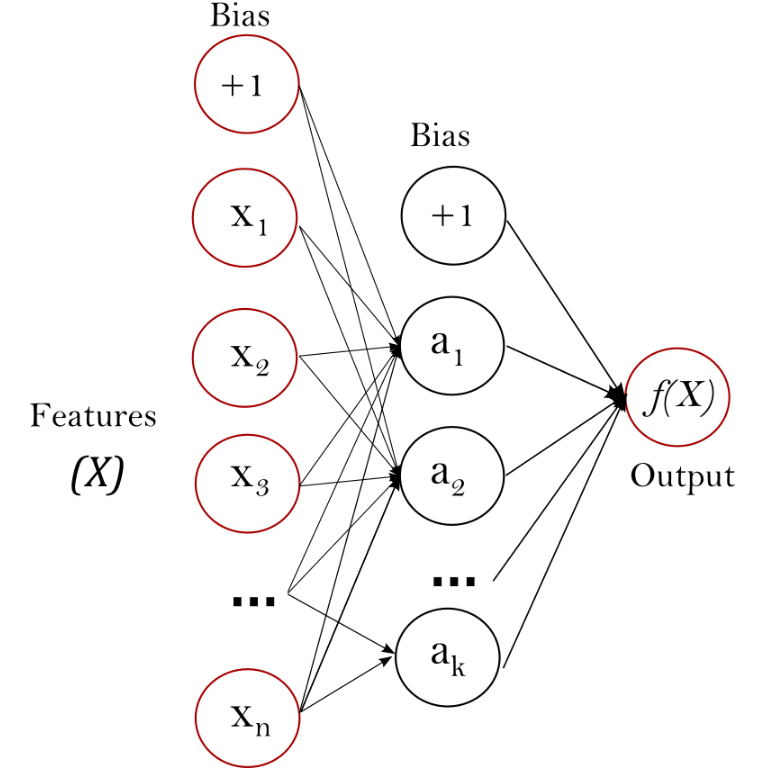 Bias
+1
x₁
x₂
x₃
...
xₙ
Features
(X)
Bias
+1
a₁
a₂
...
aₖ
f(X)
Output